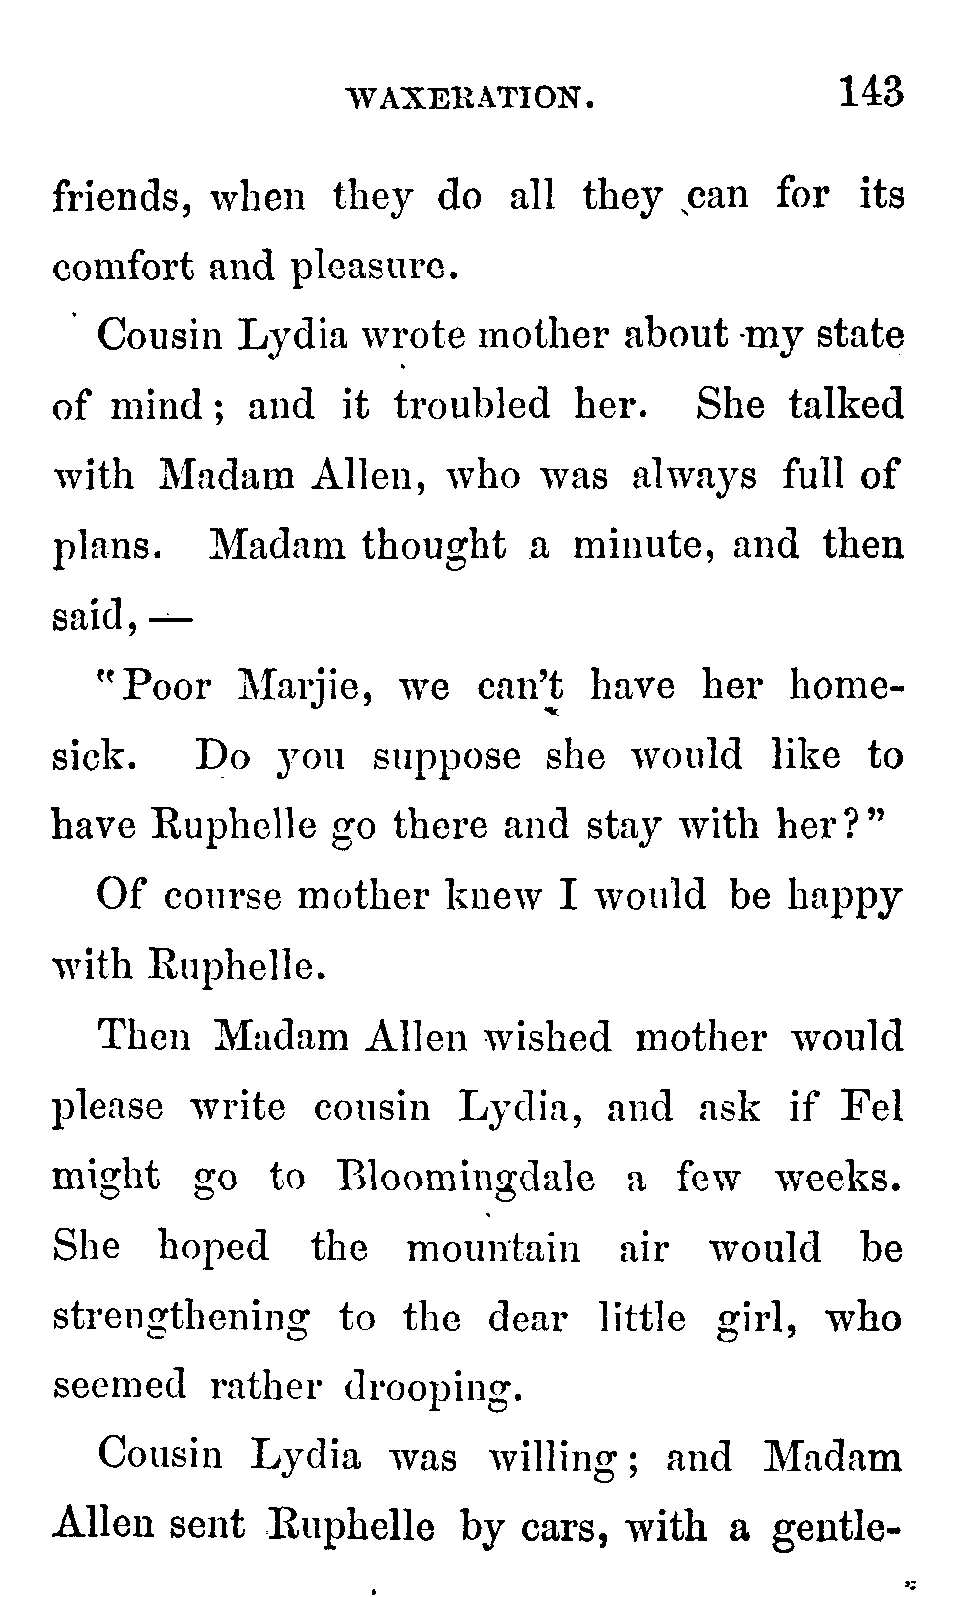 WAXERATION. 143
friends, when they do all they can for its
comfort and pleasure.
Cousin Lydia wrote mother about my state
of mind; and it troubled her. She talked
with Madam Allen, who was always full of
plans. Madam thought a minute, and then
said, —
"Poor Marjie, we can't have her home-
sick. Do you suppose she would like to
have Ruphelle go there and stay with her?"
Of course mother knew I would be happy
with Ruphelle.
Then Madam Allen wished mother would
please write cousin Lydia, and ask if Fel
might go to Bloomingdale a few weeks.
She hoped the mountain air would be
strengthening to the dear little girl, who
seemed rather drooping.
Cousin Lydia was willing; and Madam
Allen sent Ruphelle by cars, with a gentle-